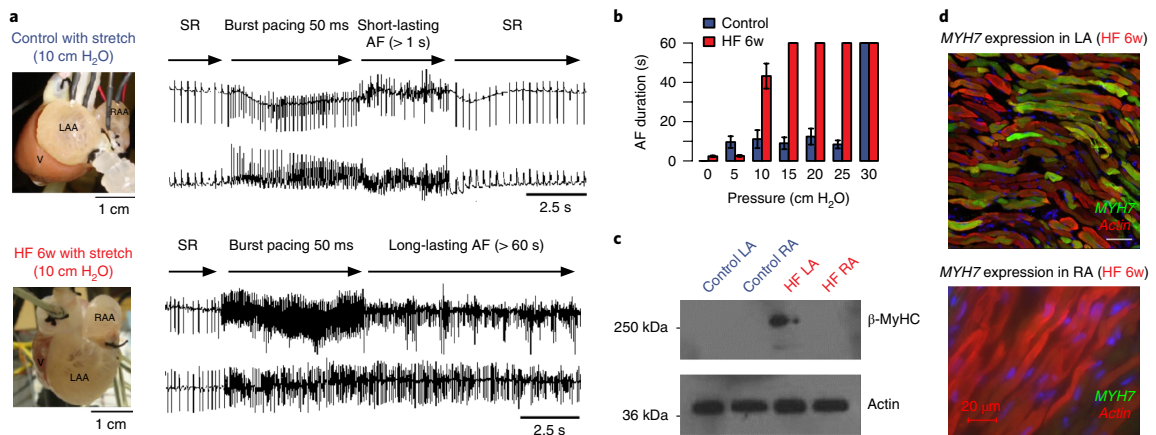 a
Control with stretch
(10 cm H₂O)
LAA
RAA
V
1 cm
SR
Burst pacing 50 ms
Short-lasting
AF (> 1 s)
SR
2.5 s
HF 6w with stretch
(10 cm H₂O)
RAA
V
LAA
1 cm
SR
Burst pacing 50 ms
Long-lasting AF (> 60 s)
2.5 s
b
Control
HF 6w
AF duration (s)
60
40
20
10
0
0 5 10 15 20 25 30
Pressure (cm H₂O)
c
Control LA
Control RA
HF LA
HF RA
250 kDa
β-MyHC
36 kDa
Actin
d
MYH7 expression in LA (HF 6w)
MYH7
Actin
MYH7 expression in RA (HF 6w)
20 μm
MYH7
Actin